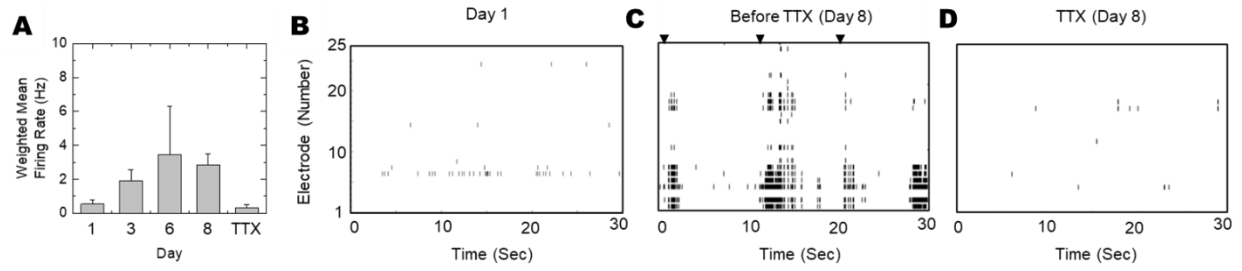 A
Weighted Mean
Firing Rate (Hz)
10
8
6
4
2
0
1 3 6 8 TTX
Day
B
Day 1
Electrode (Number)
25
20
10
1
0 10 20 30
Time (Sec)
C
Before TTX (Day 8)
0 10 20 30
Time (Sec)
D
TTX (Day 8)
0 10 20 30
Time (Sec)